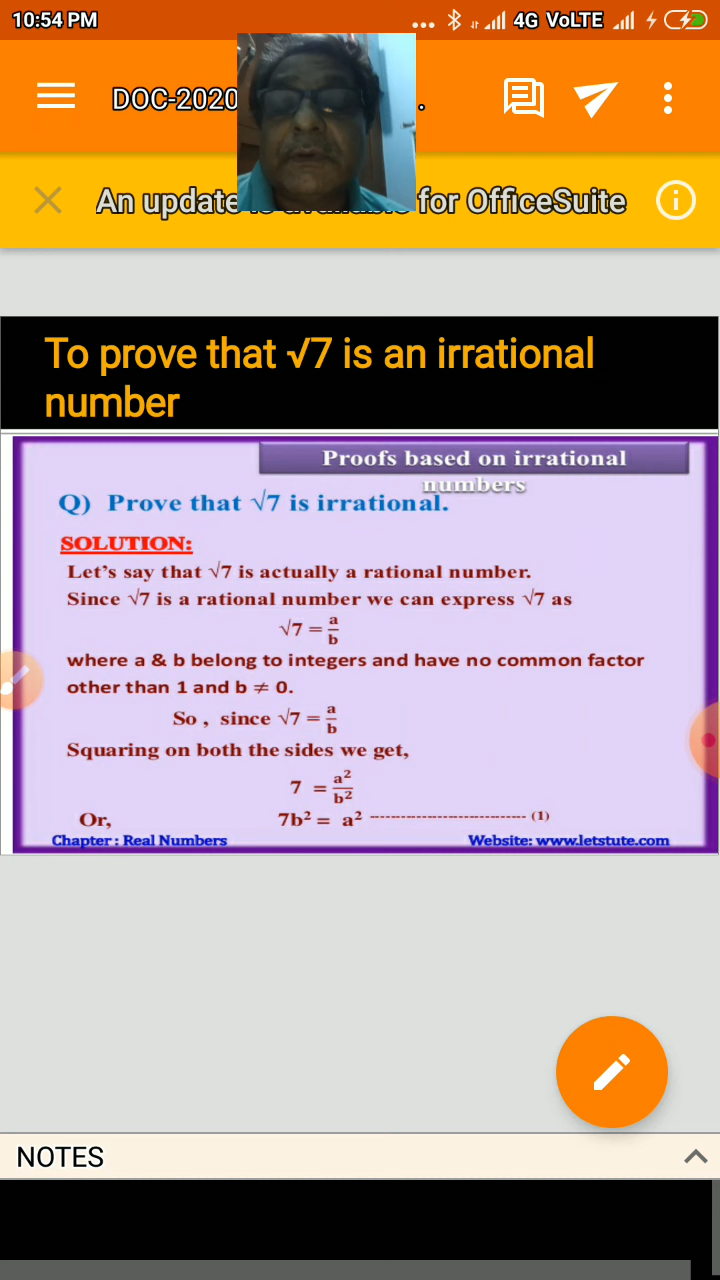 10:54 PM
4G VoLTE
DOC-2020 .
An update for OfficeSuite
To prove that √7 is an irrational
number
Proofs based on irrational
numbers
Q) Prove that √7 is irrational.
SOLUTION:
Let's say that √7 is actually a rational number.
Since √7 is a rational number we can express √7 as
√7 = a/b
where a & b belong to integers and have no common factor
other than 1 and b ≠ 0.
So , since √7 = a/b
Squaring on both the sides we get,
7 = a²/b²
Or, 7b² = a² ---------------------------- (1)
Chapter : Real Numbers Website: www.letstute.com
NOTES